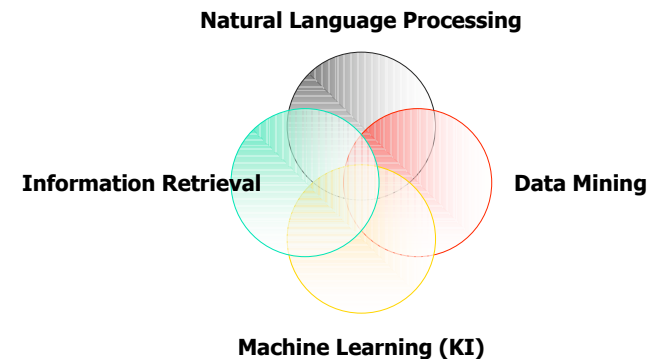 Natural Language Processing
Information Retrieval
Data Mining
Machine Learning (KI)